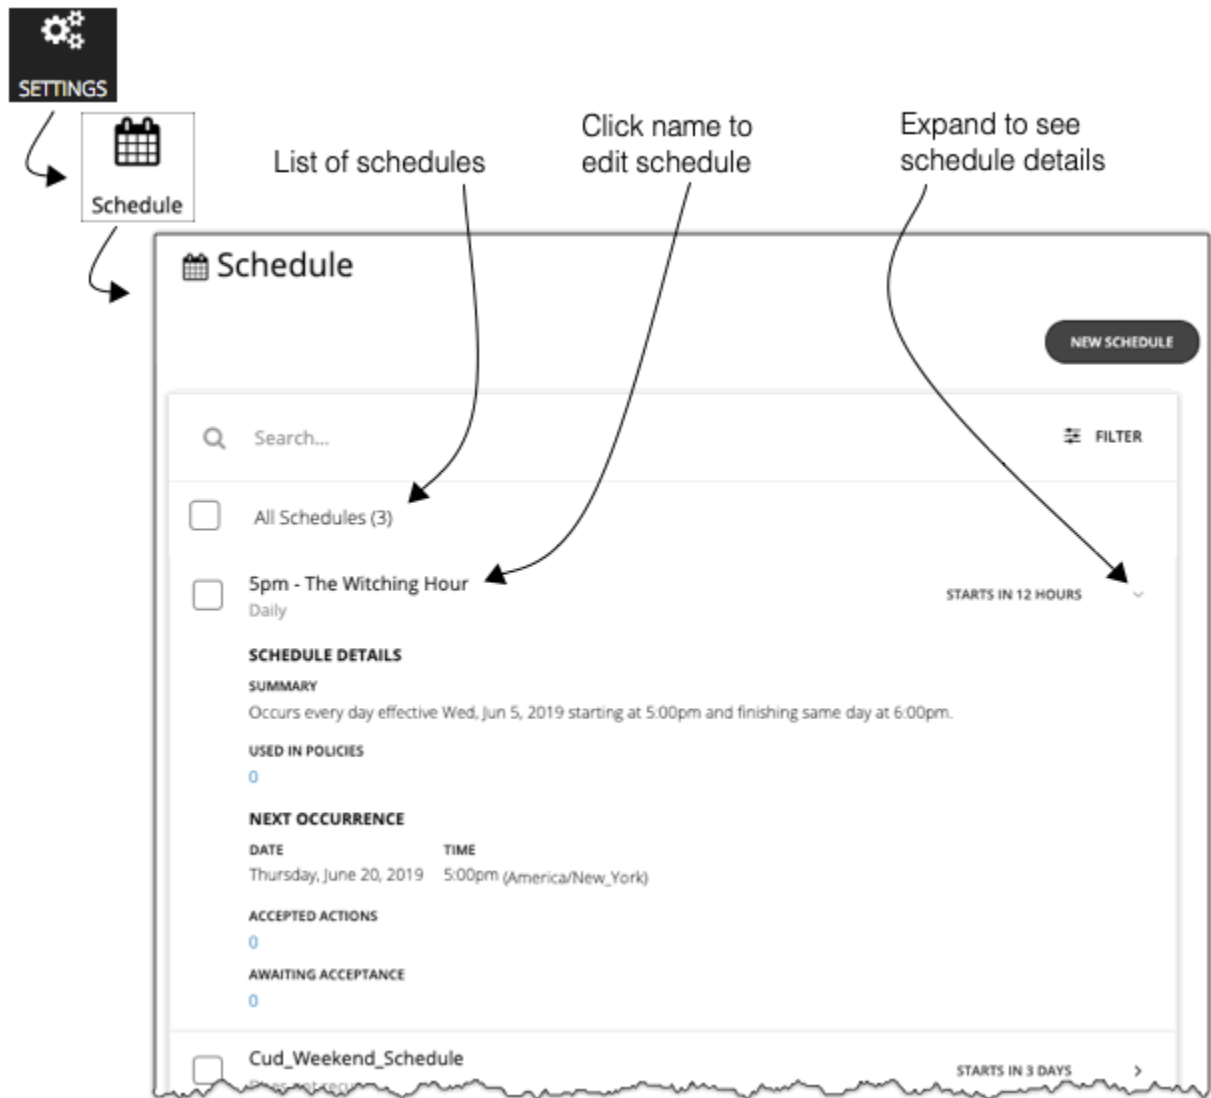 SETTINGS
Schedule
List of schedules
Click name to
edit schedule
Expand to see
schedule details
Schedule
NEW SCHEDULE
Search...
FILTER
All Schedules (3)
5pm - The Witching Hour
Daily
STARTS IN 12 HOURS
SCHEDULE DETAILS
SUMMARY
Occurs every day effective Wed, Jun 5, 2019 starting at 5:00pm and finishing same day at 6:00pm.
USED IN POLICIES
0
NEXT OCCURRENCE
DATE TIME
Thursday, June 20, 2019 5:00pm (America/New_York)
ACCEPTED ACTIONS
0
AWAITING ACCEPTANCE
0
Cud_Weekend_Schedule
STARTS IN 3 DAYS
Does not recur